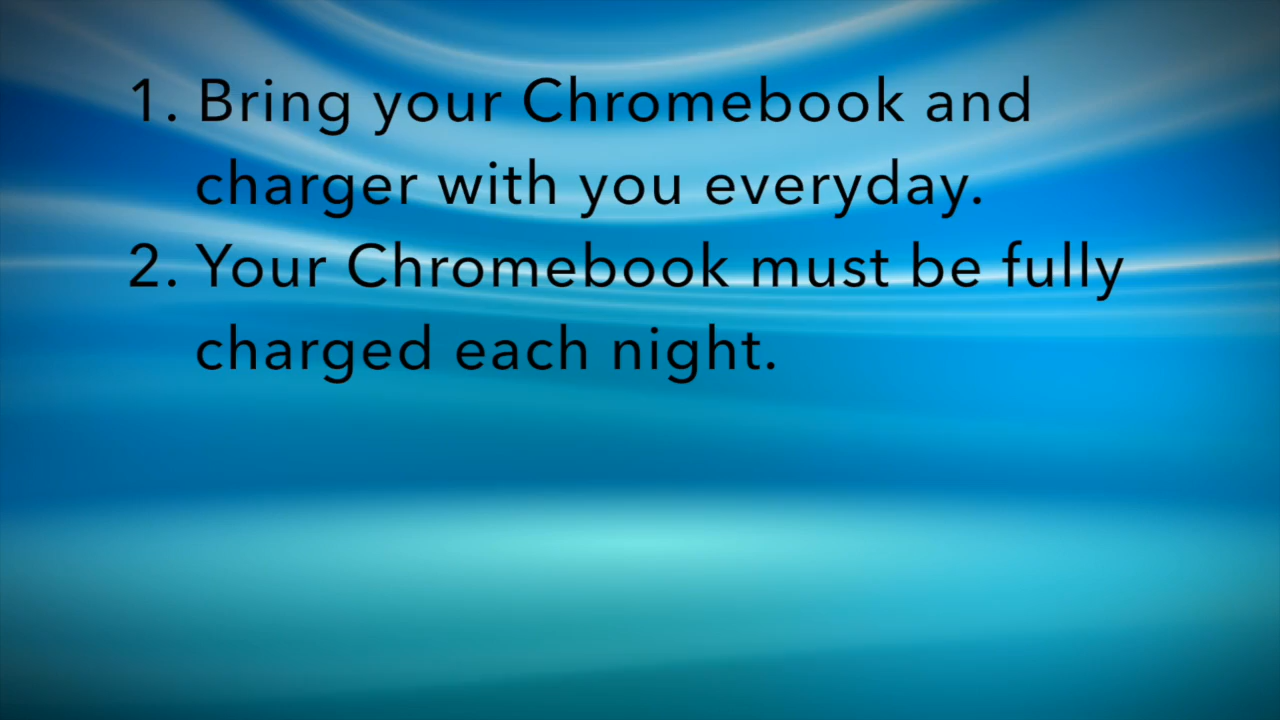 1. Bring your Chromebook and
charger with you everyday.
2. Your Chromebook must be fully
charged each night.